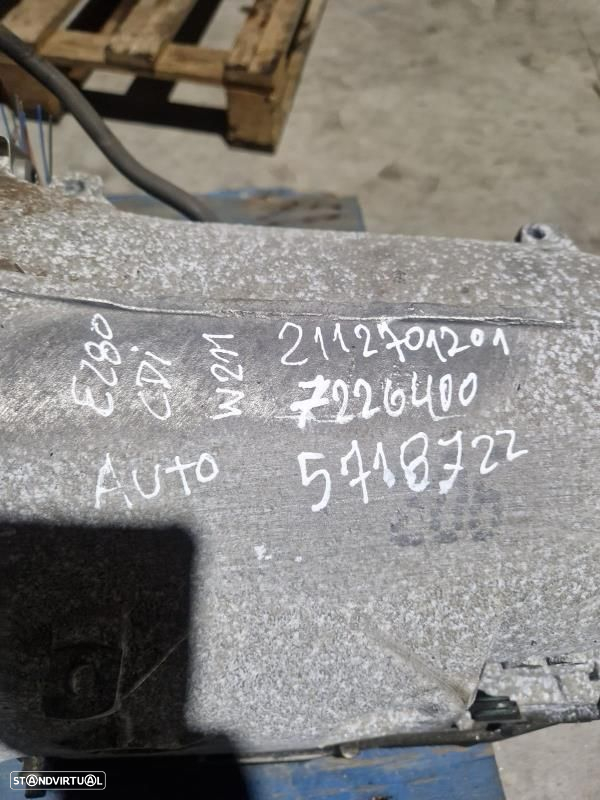 E280
CDi
W211
2112701201
7226400
Auto
5718722
STANDVIRTUAL